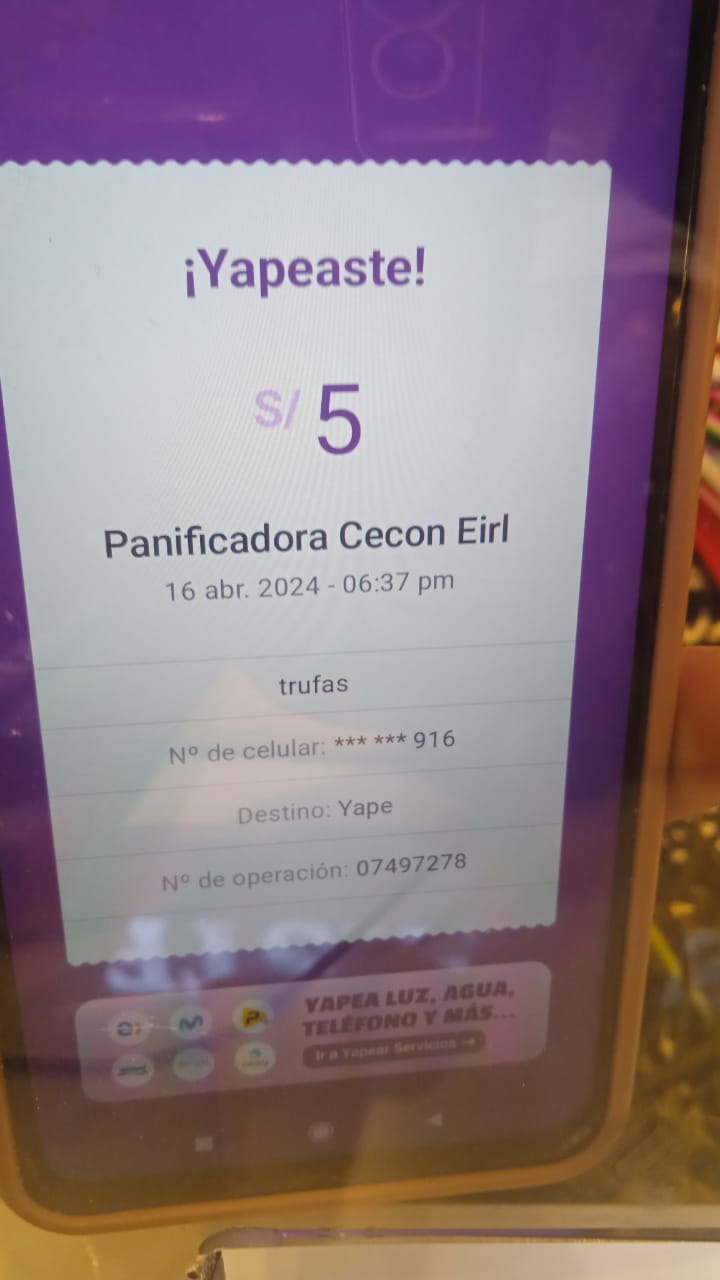 ¡Yapeaste!
S/ 5
Panificadora Cecon Eirl
16 abr. 2024 - 06:37 pm
trufas
Nº de celular: *** *** 916
Destino: Yape
Nº de operación: 07497278
YAPEA LUZ, AGUA,
TELÉFONO Y MÁS...
Ir a Yapear Servicios →